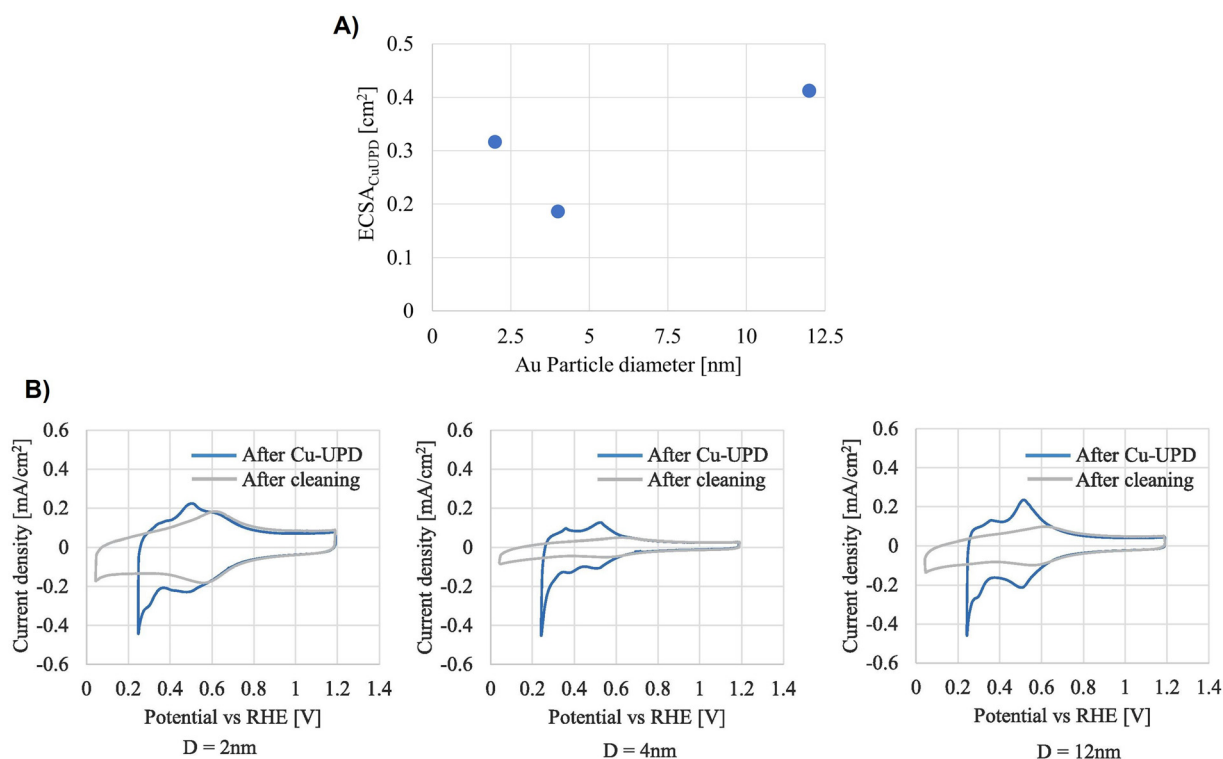 A)
0.5
0.4
0.3
0.2
0.1
0
ECSA_CuUPD [cm²]
0 2.5 5 7.5 10 12.5
Au Particle diameter [nm]
B)
0.6
0.4
0.2
0
-0.2
-0.4
-0.6
Current density [mA/cm²]
After Cu-UPD
After cleaning
0 0.2 0.4 0.6 0.8 1 1.2 1.4
Potential vs RHE [V]
D = 2nm
0.6
0.4
0.2
0
-0.2
-0.4
-0.6
Current density [mA/cm²]
After Cu-UPD
After cleaning
0 0.2 0.4 0.6 0.8 1 1.2 1.4
Potential vs RHE [V]
D = 4nm
0.6
0.4
0.2
0
-0.2
-0.4
-0.6
Current density [mA/cm²]
After Cu-UPD
After cleaning
0 0.2 0.4 0.6 0.8 1 1.2 1.4
Potential vs RHE [V]
D = 12nm